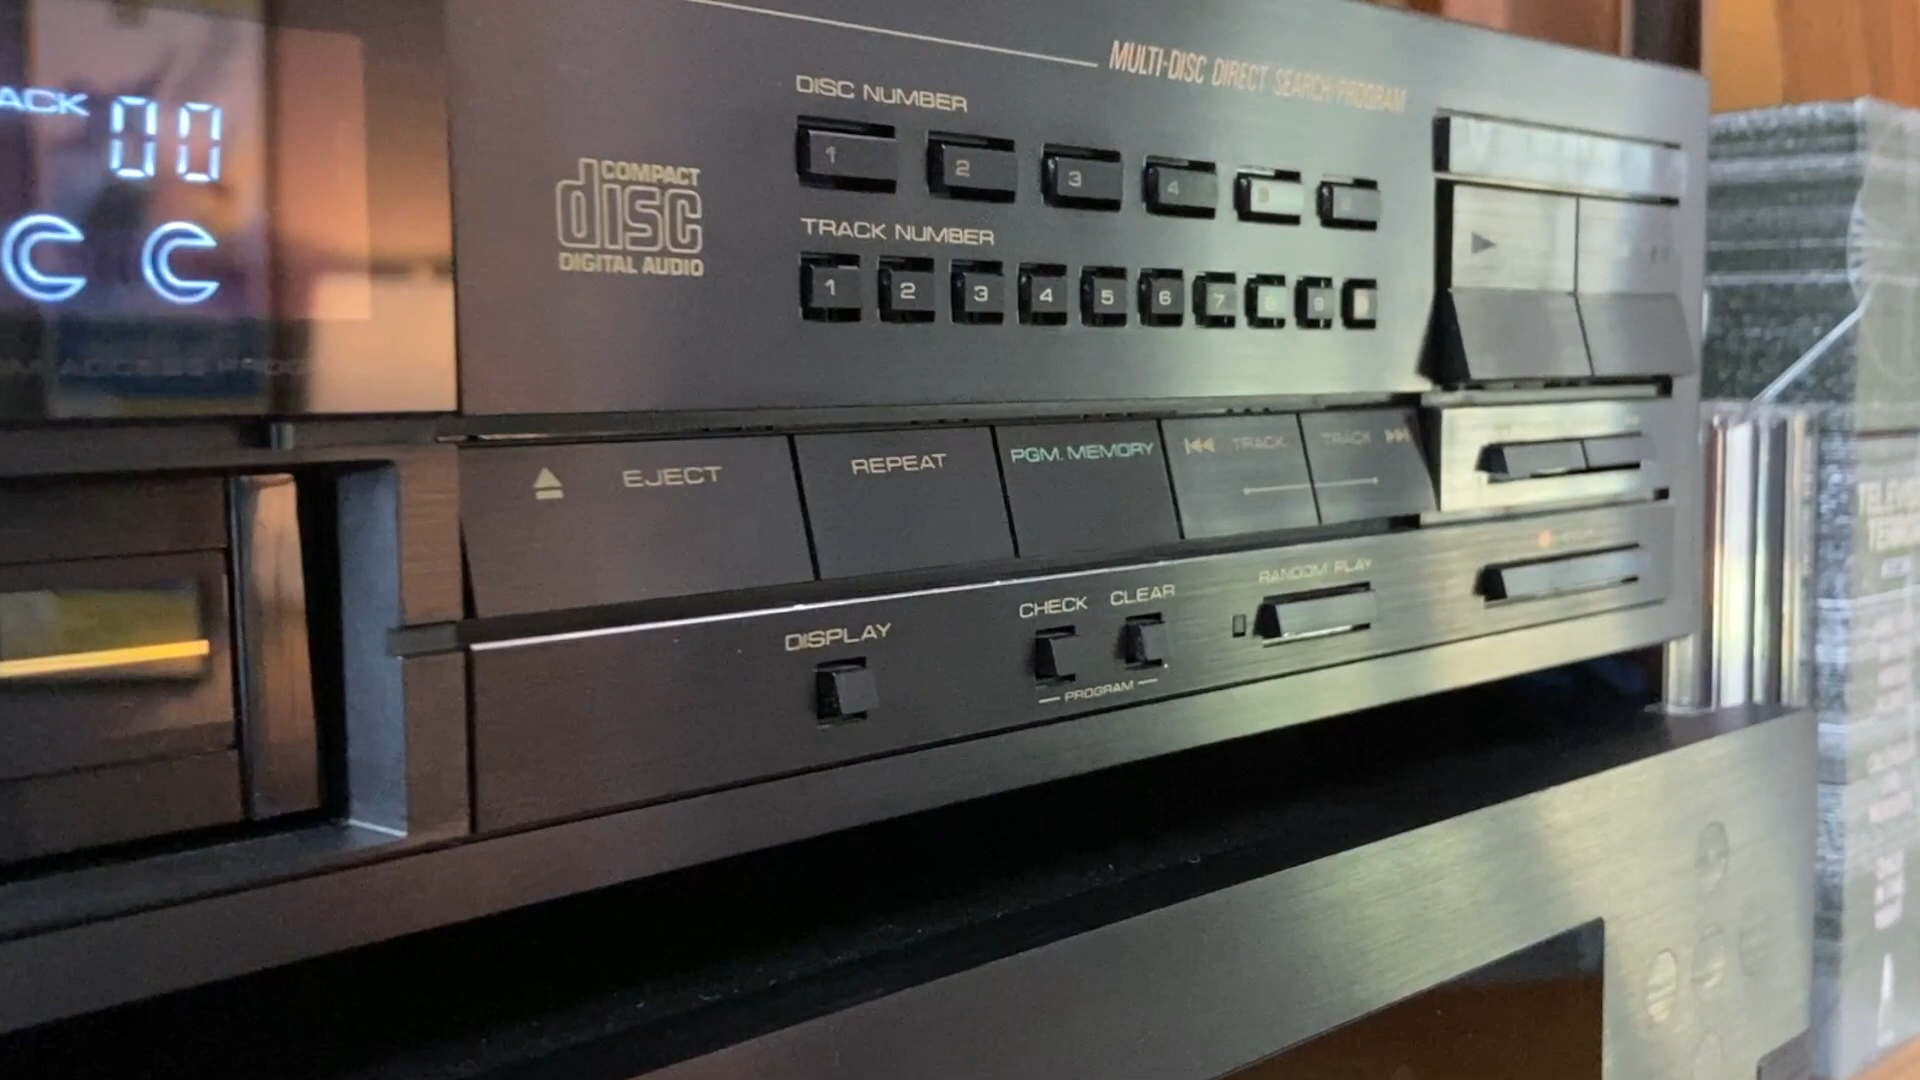 MULTI-DISC DIRECT SEARCH/PROGRAM
DISC NUMBER
ACK 00
1 2 3 4
COMPACT
disc
DIGITAL AUDIO
TRACK NUMBER
1 2 3 4 5 6 7 8 9
EJECT
REPEAT
PGM. MEMORY
TRACK
TRACK
RANDOM PLAY
CHECK CLEAR
DISPLAY
PROGRAM